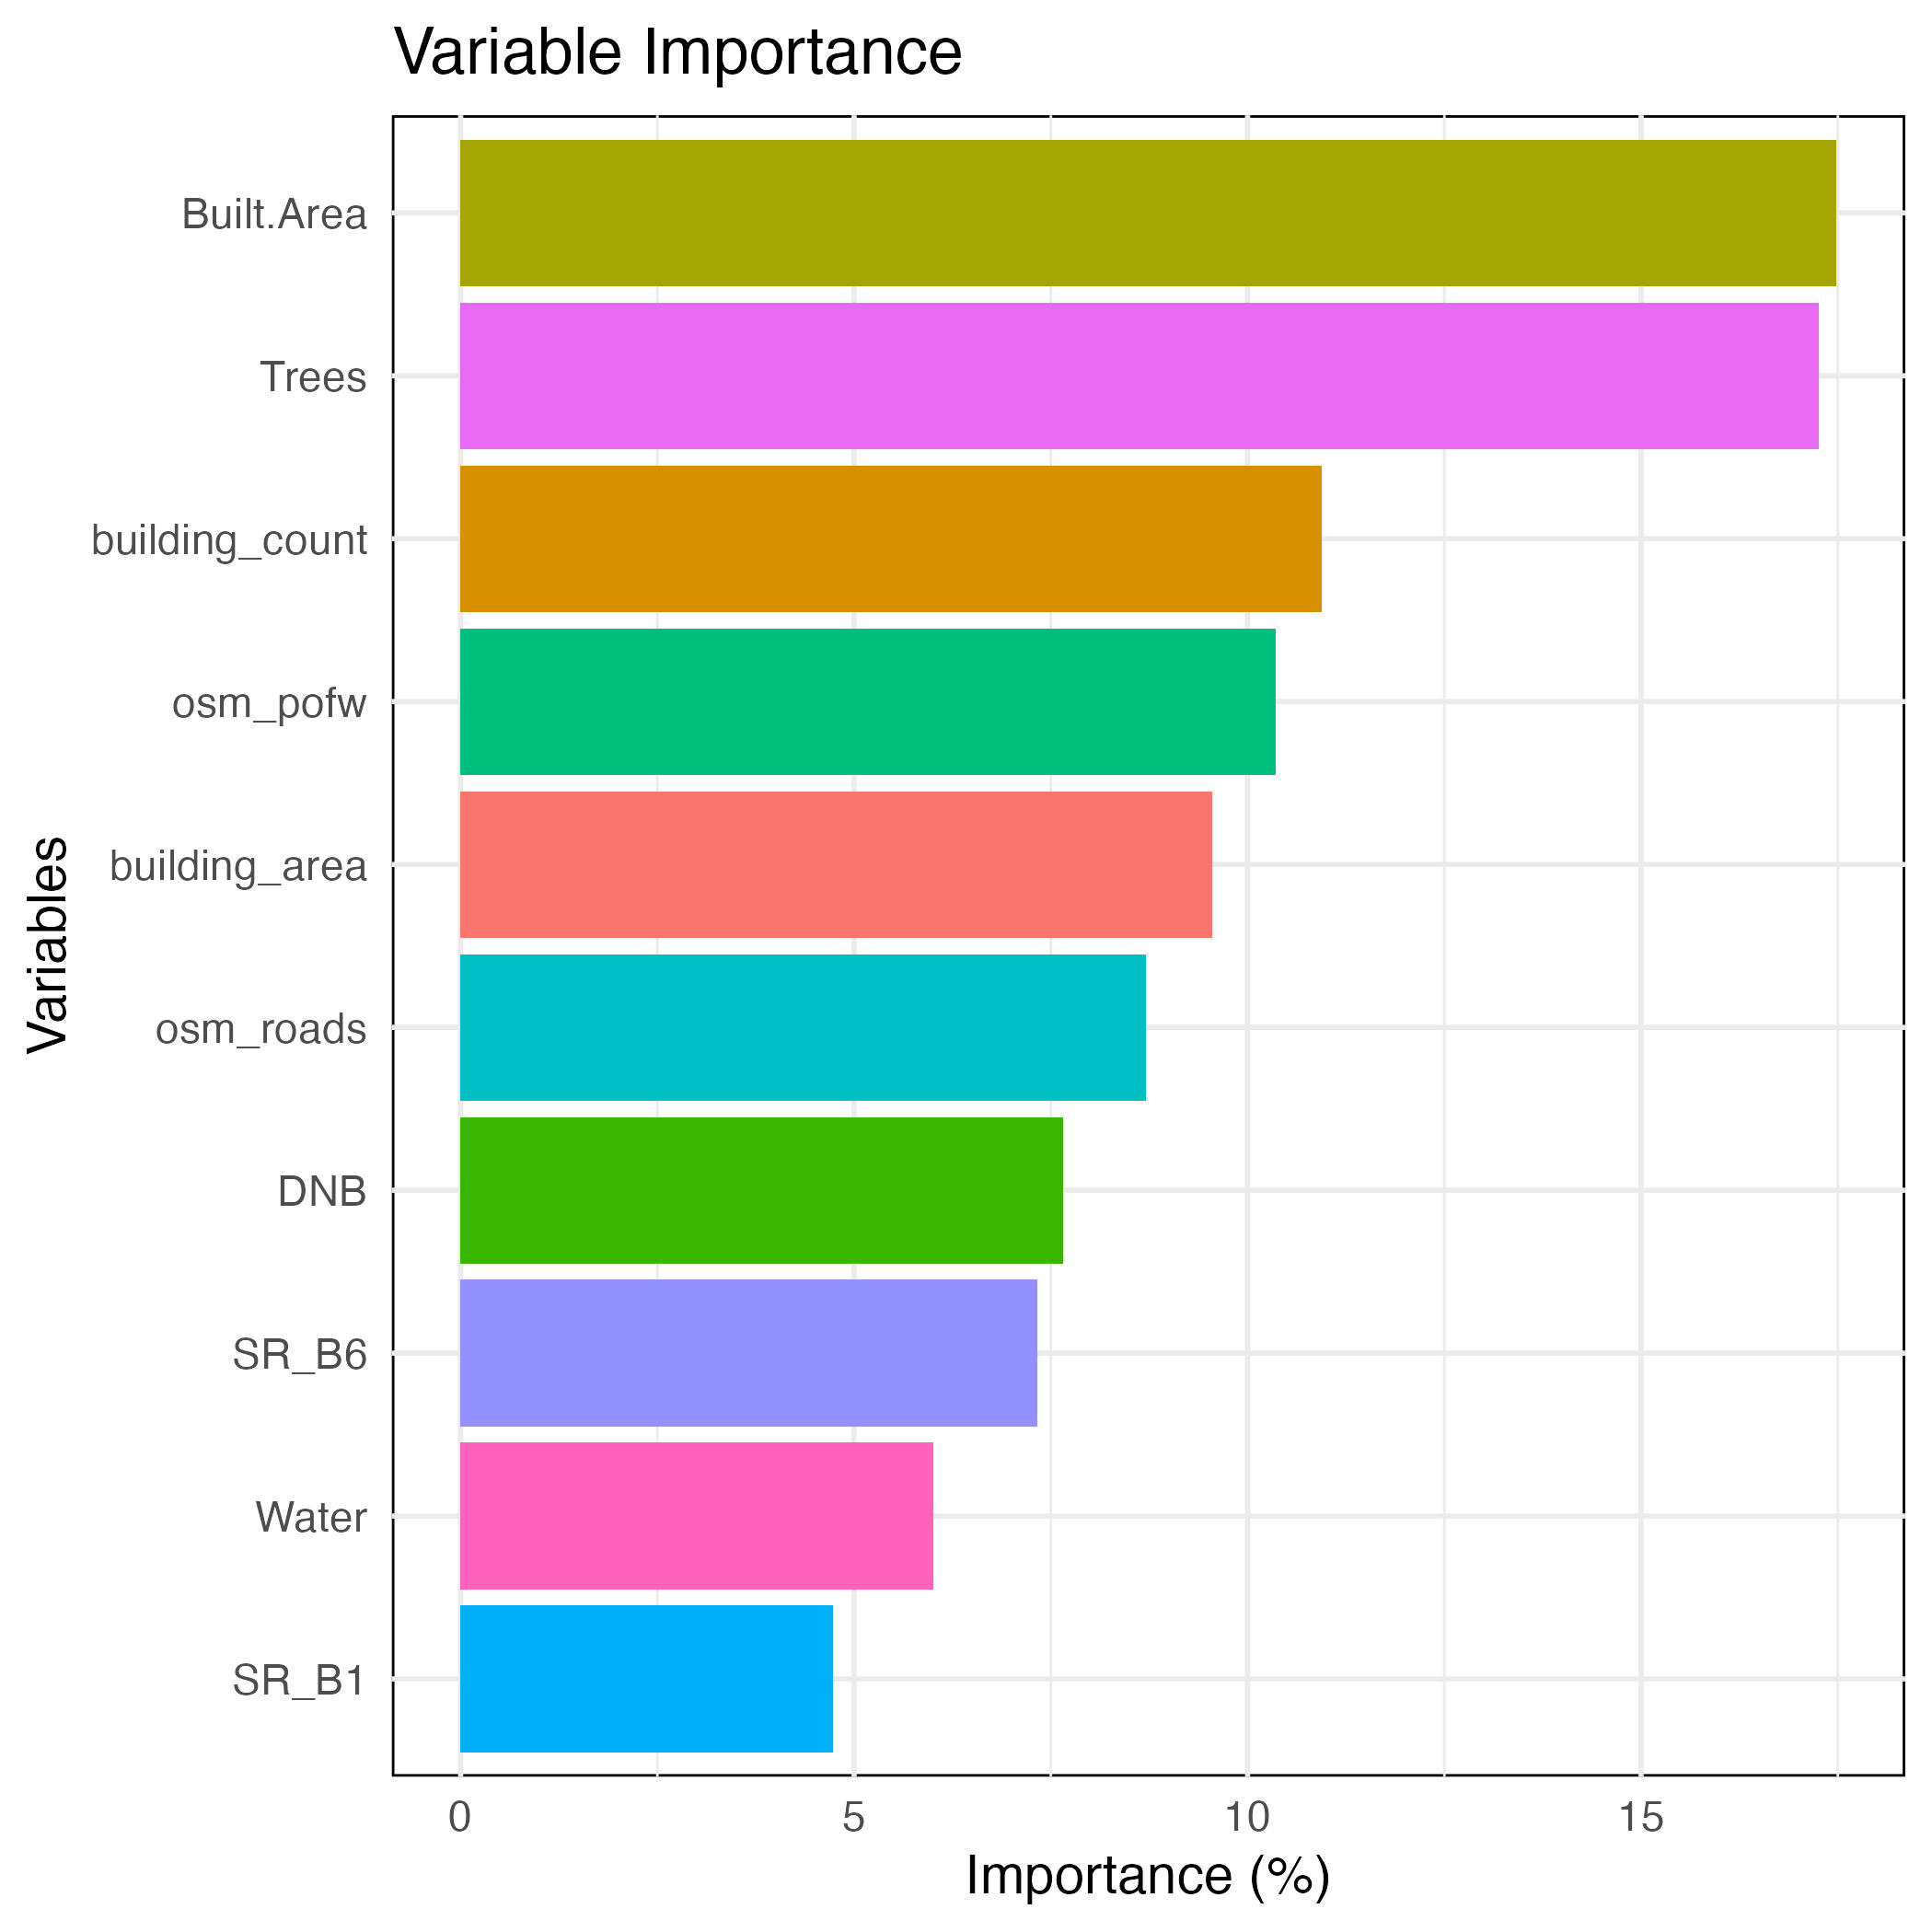 Variable Importance
Variables
Built.Area
Trees
building_count
osm_pofw
building_area
osm_roads
DNB
SR_B6
Water
SR_B1
0 5 10 15
Importance (%)